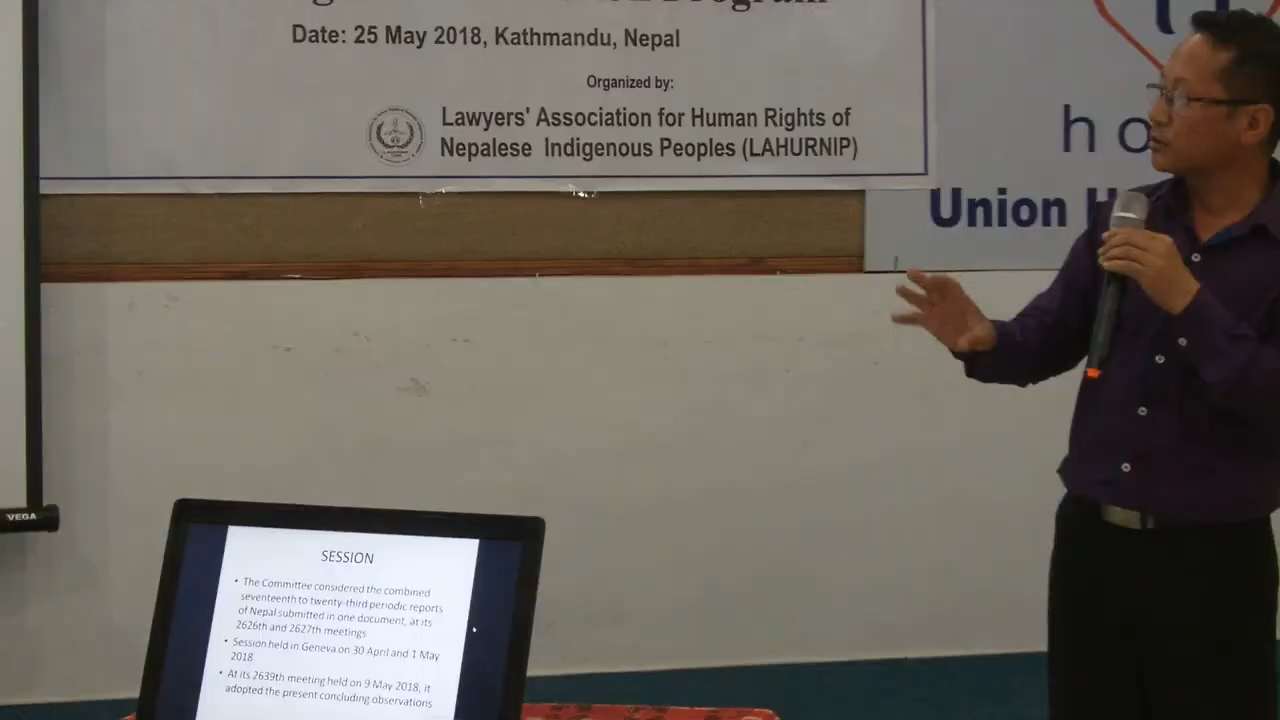 Program
Date: 25 May 2018, Kathmandu, Nepal
Organized by:
Lawyers' Association for Human Rights of
Nepalese Indigenous Peoples (LAHURNIP)
ho
Union
VEGA
SESSION
• The Committee considered the combined
seventeenth to twenty-third periodic reports
of Nepal submitted in one document, at its
2626th and 2627th meetings
• Session held in Geneva on 30 April and 1 May
2018
• At its 2639th meeting held on 9 May 2018, it
adopted the present concluding observations